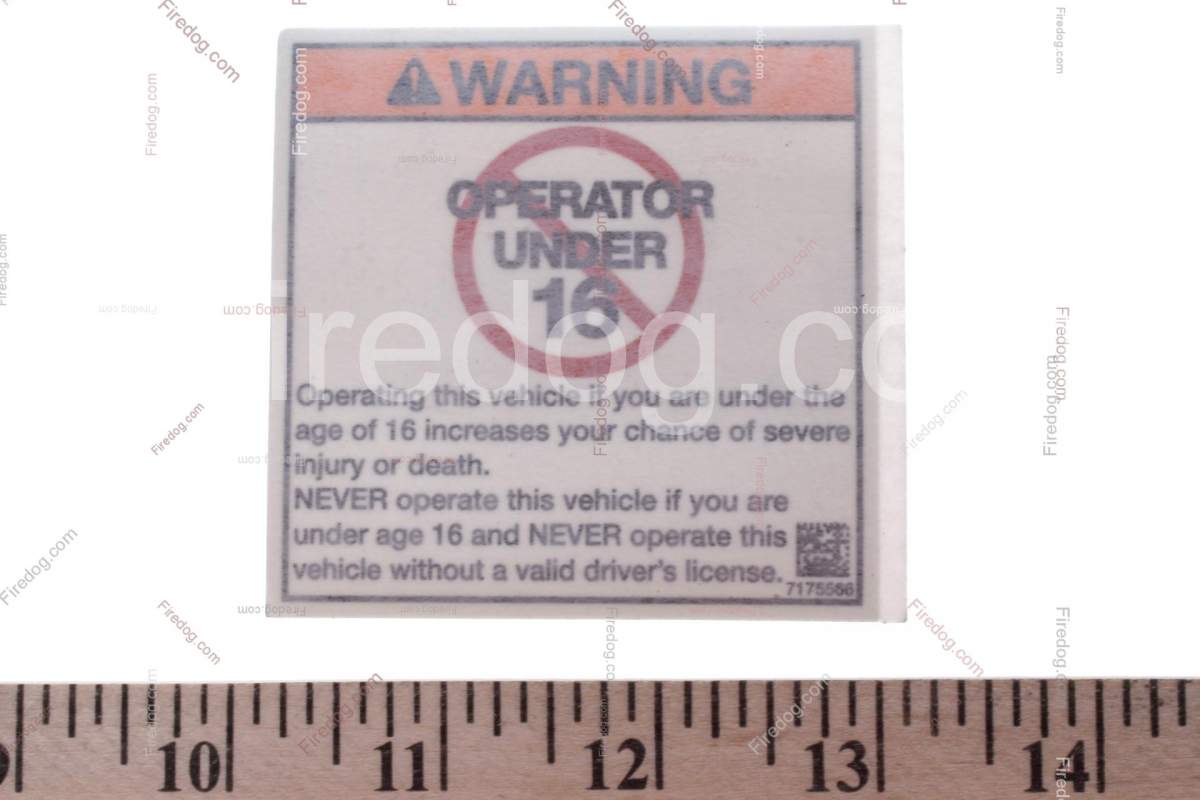 WARNING
OPERATOR
UNDER
16
Operating this vehicle if you are under the
age of 16 increases your chance of severe
injury or death.
NEVER operate this vehicle if you are
under age 16 and NEVER operate this
vehicle without a valid driver's license.
7175566
Firedog.com
10 11 12 13 14